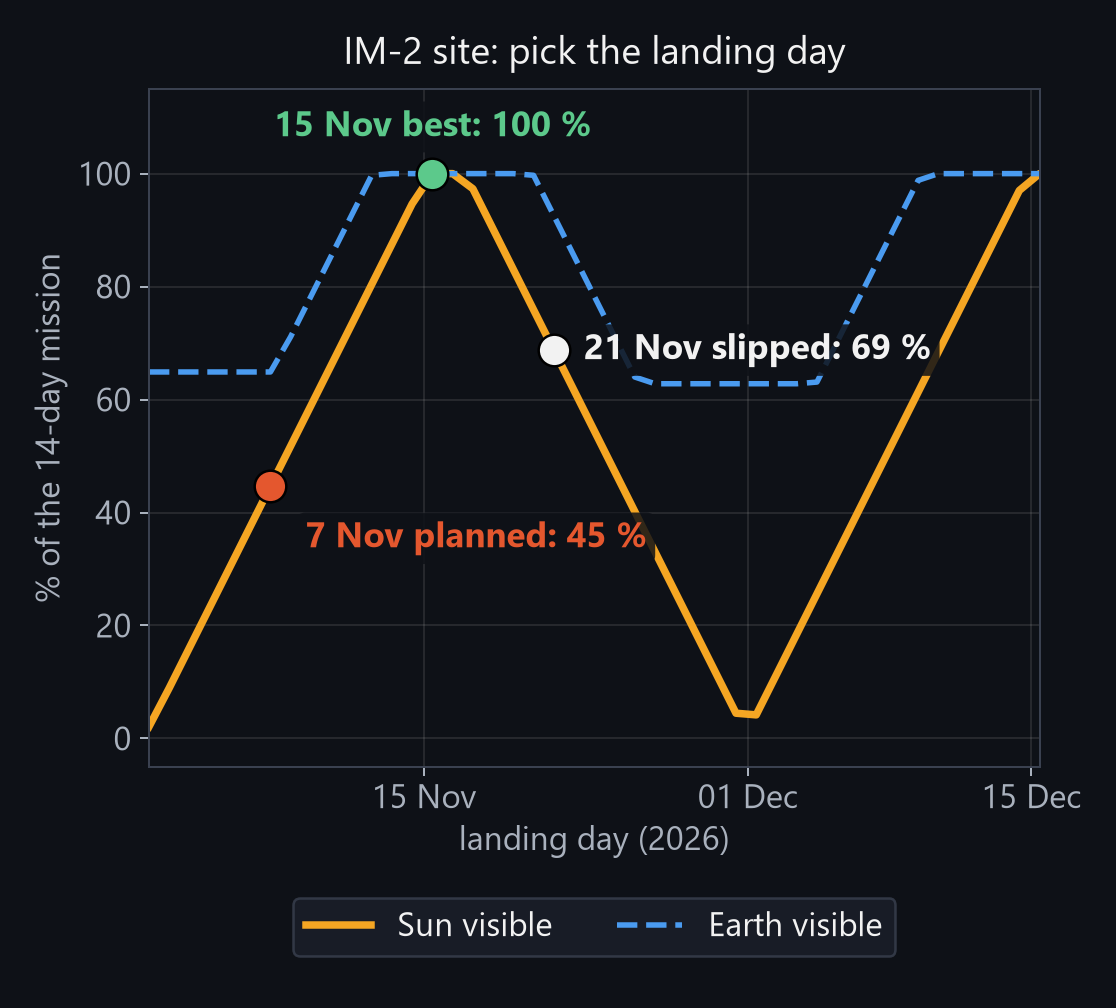 IM-2 site: pick the landing day
15 Nov best: 100 %
21 Nov slipped: 69 %
7 Nov planned: 45 %
% of the 14-day mission
100
80
60
40
20
0
15 Nov
01 Dec
15 Dec
landing day (2026)
Sun visible
Earth visible